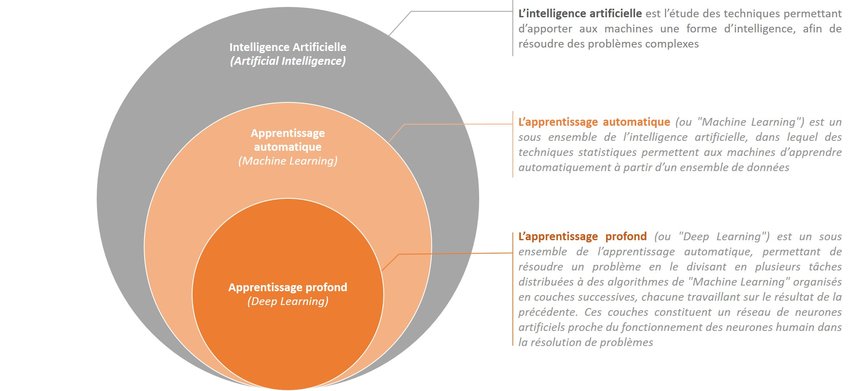 Intelligence Artificielle
(Artificial Intelligence)
Apprentissage
automatique
(Machine Learning)
Apprentissage profond
(Deep Learning)
L’intelligence artificielle est l’étude des techniques permettant
d’apporter aux machines une forme d’intelligence, afin de
résoudre des problèmes complexes
L’apprentissage automatique (ou "Machine Learning") est un
sous ensemble de l’intelligence artificielle, dans lequel des
techniques statistiques permettent aux machines d’apprendre
automatiquement à partir d’un ensemble de données
L’apprentissage profond (ou "Deep Learning") est un sous
ensemble de l’apprentissage automatique, permettant de
résoudre un problème en le divisant en plusieurs tâches
distribuées à des algorithmes de "Machine Learning" organisés
en couches successives, chacune travaillant sur le résultat de la
précédente. Ces couches constituent un réseau de neurones
artificiels proche du fonctionnement des neurones humain dans
la résolution de problèmes